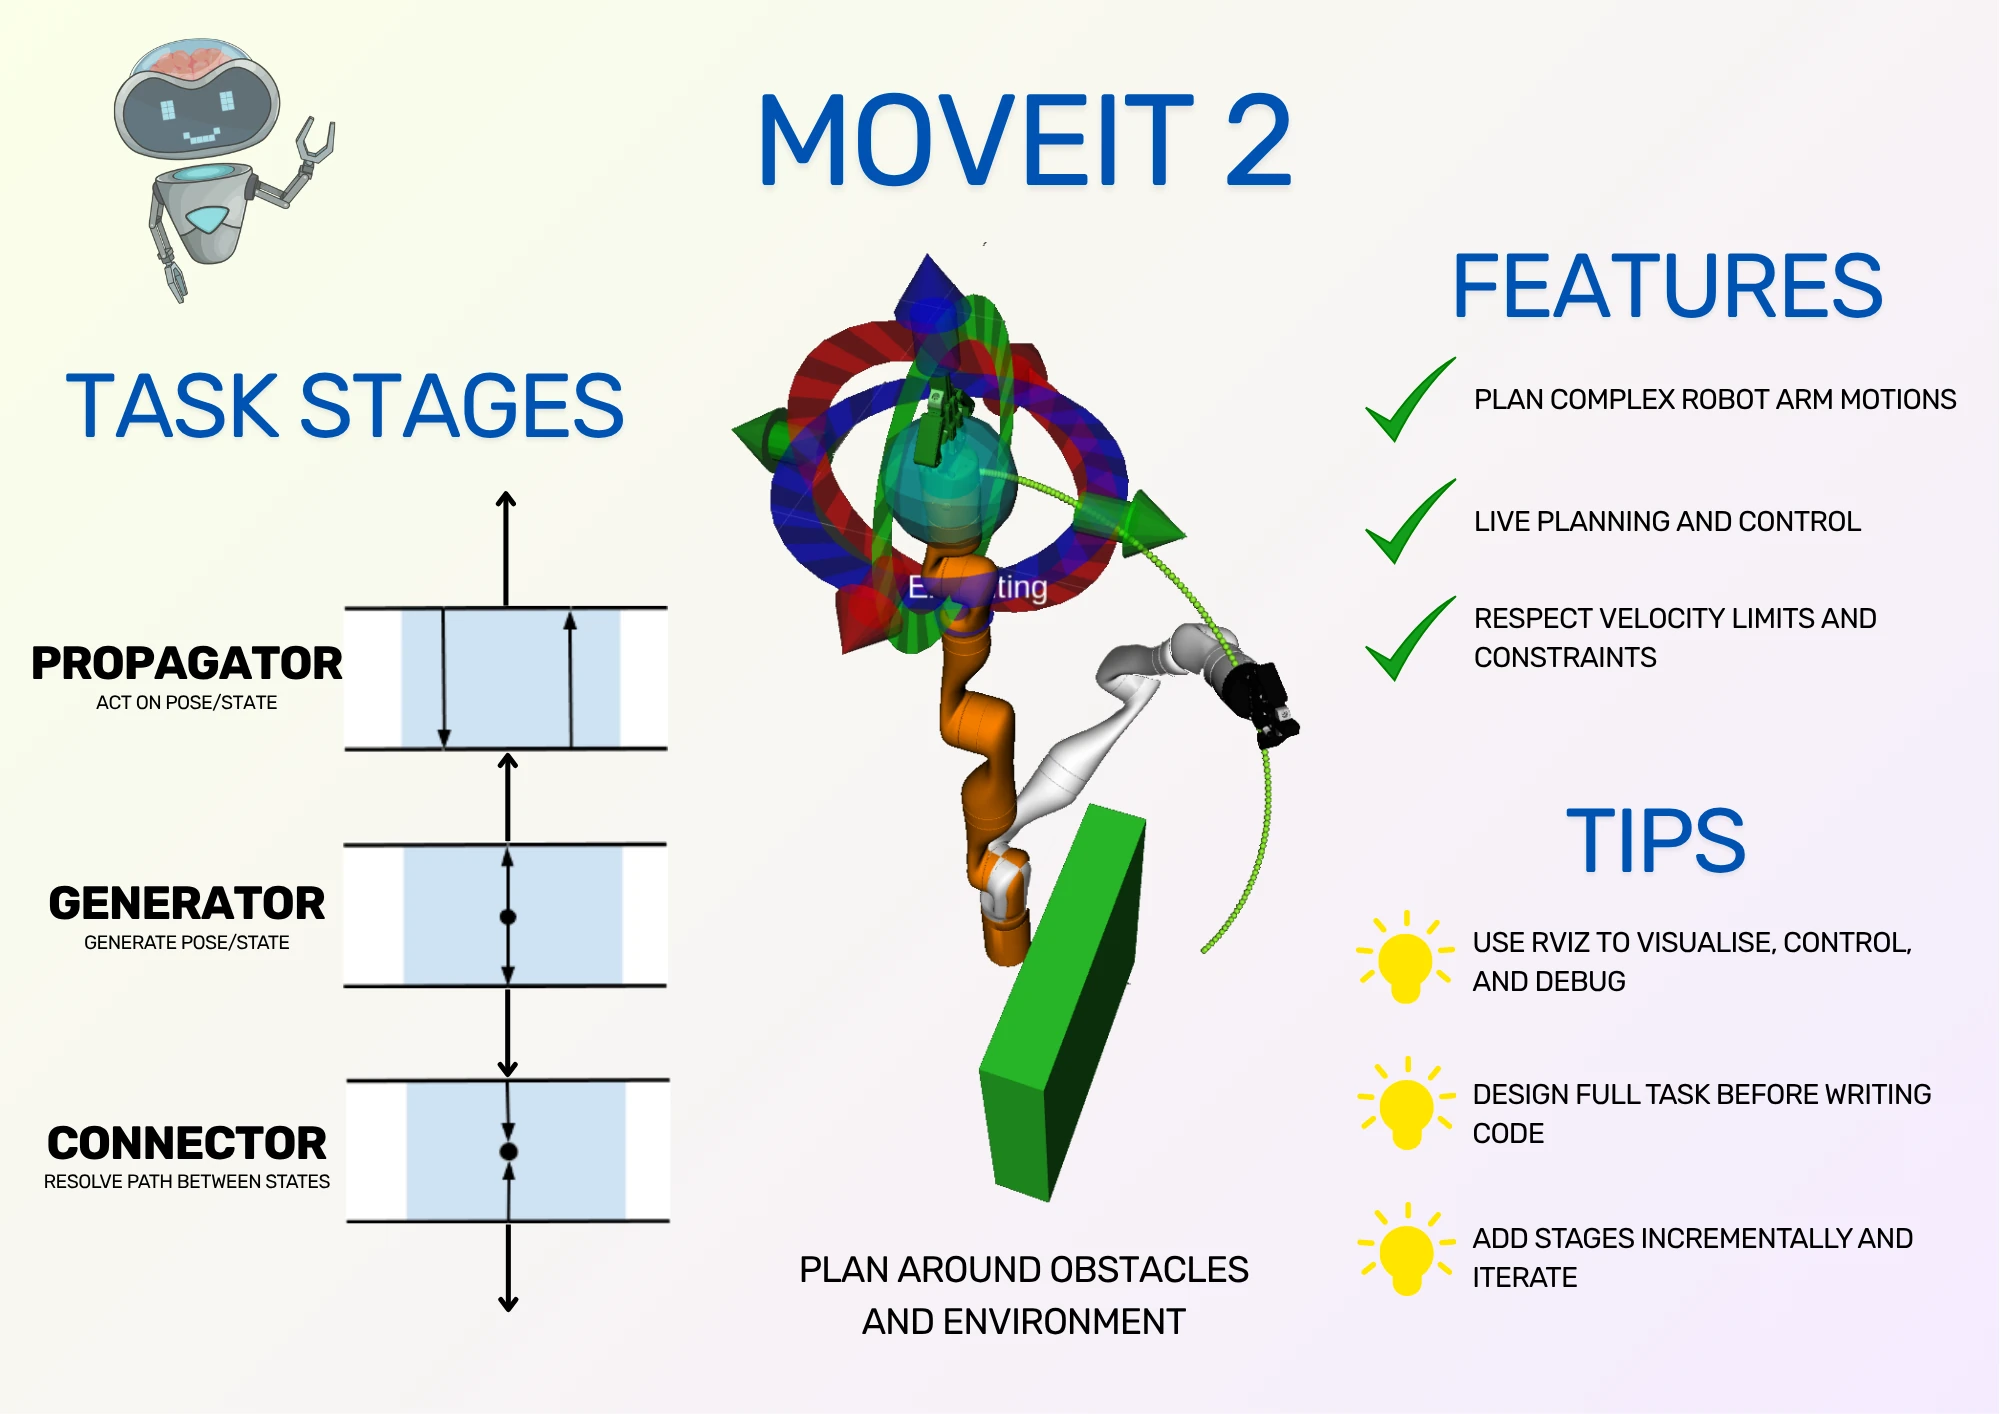 MOVEIT 2
TASK STAGES
PROPAGATOR
ACT ON POSE/STATE
GENERATOR
GENERATE POSE/STATE
CONNECTOR
RESOLVE PATH BETWEEN STATES
PLAN AROUND OBSTACLES
AND ENVIRONMENT
FEATURES
PLAN COMPLEX ROBOT ARM MOTIONS
LIVE PLANNING AND CONTROL
RESPECT VELOCITY LIMITS AND
CONSTRAINTS
TIPS
USE RVIZ TO VISUALISE, CONTROL,
AND DEBUG
DESIGN FULL TASK BEFORE WRITING
CODE
ADD STAGES INCREMENTALLY AND
ITERATE